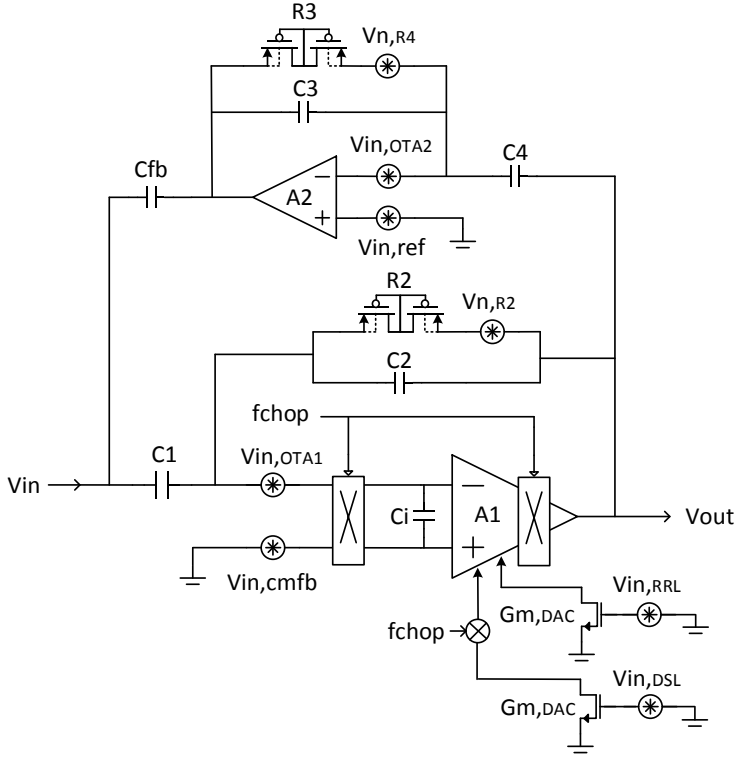 R3
Vn,R4
C3
Vin,OTA2
C4
Cfb
−
A2
+
Vin,ref
R2
Vn,R2
C2
fchop
Vin,OTA1
C1
Vin
−
Ci
A1
Vout
+
Vin,cmfb
Vin,RRL
Gm,DAC
fchop
Vin,DSL
Gm,DAC